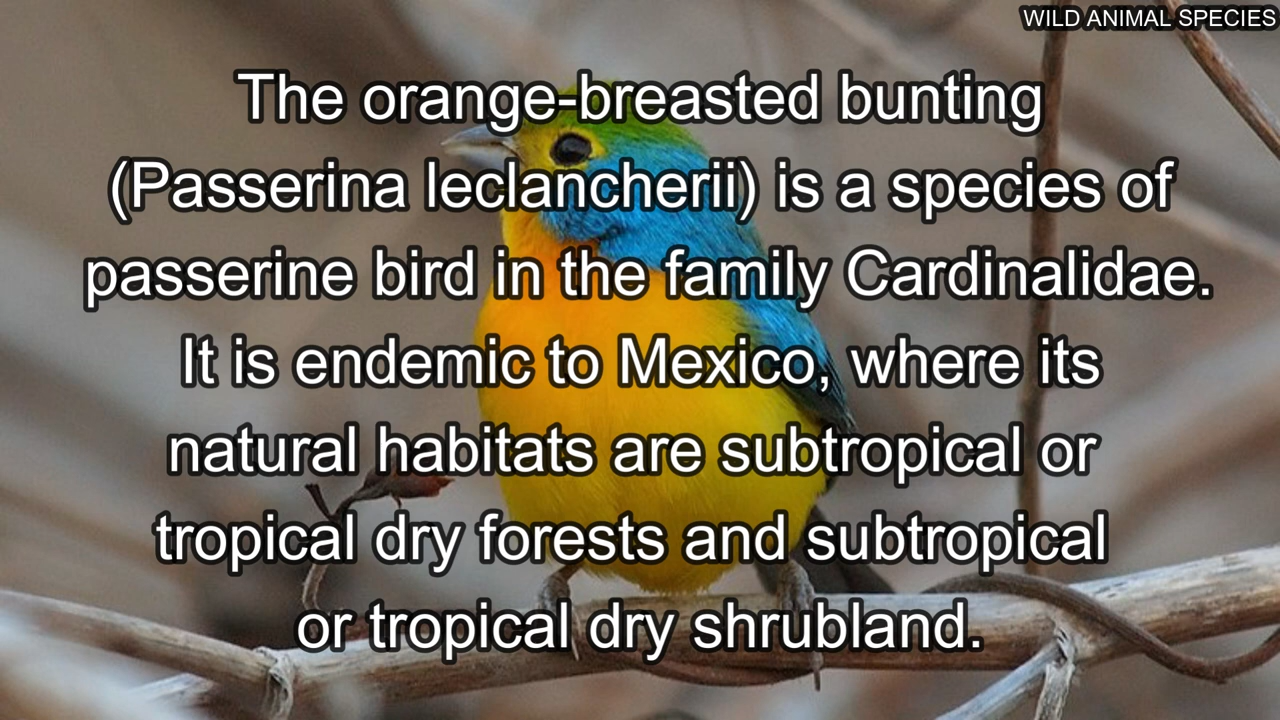 WILD ANIMAL SPECIES
The orange-breasted bunting
(Passerina leclancherii) is a species of
passerine bird in the family Cardinalidae.
It is endemic to Mexico, where its
natural habitats are subtropical or
tropical dry forests and subtropical
or tropical dry shrubland.